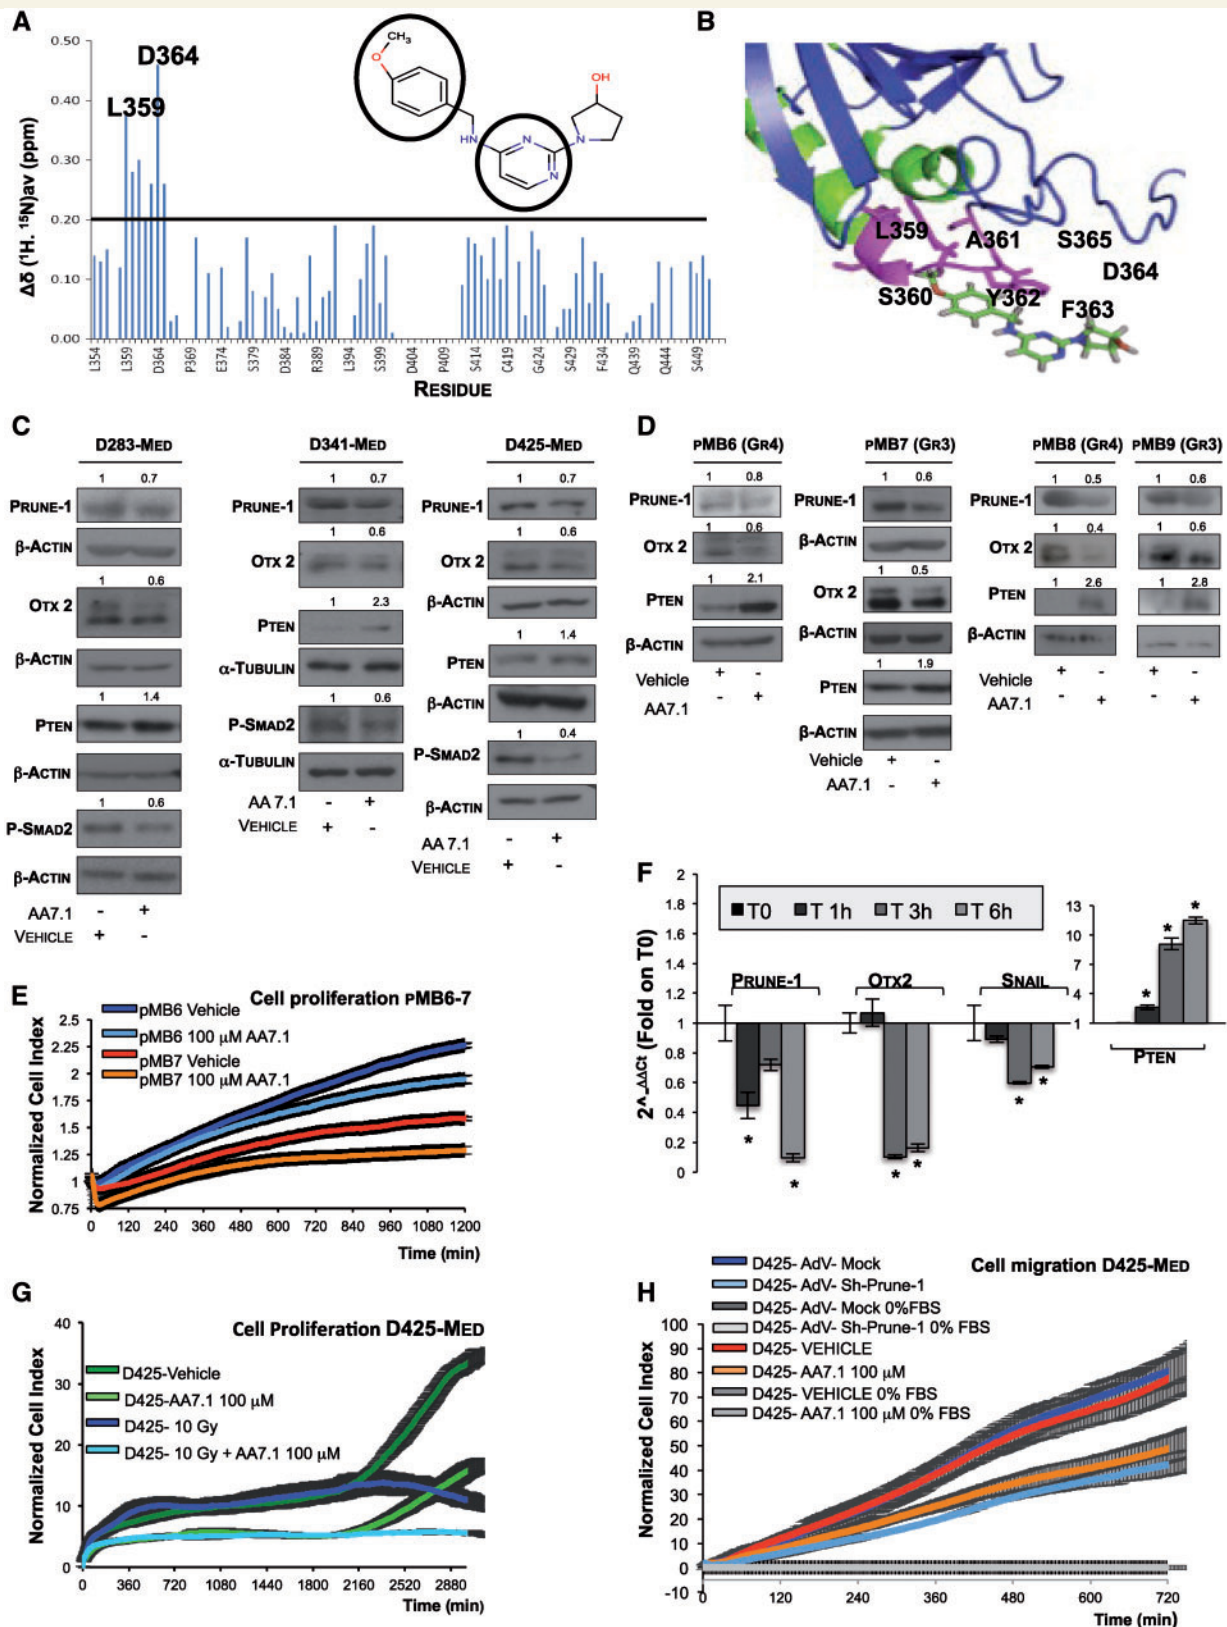 A
Δδ (¹H. ¹⁵N)av (ppm)
0.50
0.40
0.30
0.20
0.10
0.00
D364
L359
CH₃
O
HN
N
N
N
OH
L354
L359
D364
P369
E374
S379
D384
R389
L394
S399
D404
P409
S414
C419
G424
S429
F434
Q439
Q444
S449
RESIDUE
B
L359
A361
S365
D364
S360
Y362
F363
C
D283-MED
1 0.7
PRUNE-1
β-ACTIN
1 0.6
OTX 2
β-ACTIN
1 1.4
PTEN
β-ACTIN
1 0.6
P-SMAD2
β-ACTIN
AA7.1 - +
VEHICLE + -
D341-MED
1 0.7
PRUNE-1
1 0.6
OTX 2
1 2.3
PTEN
α-TUBULIN
1 0.6
P-SMAD2
α-TUBULIN
AA 7.1 - +
VEHICLE + -
D425-MED
1 0.7
PRUNE-1
1 0.6
OTX 2
β-ACTIN
1 1.4
PTEN
β-ACTIN
1 0.4
P-SMAD2
β-ACTIN
AA 7.1 - +
VEHICLE + -
D
PMB6 (GR4)
1 0.8
PRUNE-1
1 0.6
OTX 2
1 2.1
PTEN
β-ACTIN
Vehicle + -
AA7.1 - +
PMB7 (GR3)
1 0.6
PRUNE-1
β-ACTIN
1 0.5
OTX 2
β-ACTIN
1 1.9
PTEN
β-ACTIN
Vehicle + -
AA7.1 - +
PMB8 (GR4) PMB9 (GR3)
1 0.5 1 0.6
PRUNE-1
1 0.4 1 0.6
OTX 2
1 2.6 1 2.8
PTEN
β-ACTIN
Vehicle + - + -
AA7.1 - + - +
E
Cell proliferation PMB6-7
pMB6 Vehicle
pMB6 100 μM AA7.1
pMB7 Vehicle
pMB7 100 μM AA7.1
Normalized Cell Index
2.5
2.25
2
1.75
1.5
1.25
1
0.75
0 120 240 360 480 600 720 840 960 1080 1200
Time (min)
F
2^-ΔΔCt (Fold on T0)
2
1.8
1.6
1.4
1.2
1
0.8
0.6
0.4
0.2
0
T0 T 1h T 3h T 6h
PRUNE-1 OTX2 SNAIL
* * * * * *
13
10
7
4
1
* * *
PTEN
G
Cell Proliferation D425-MED
D425-Vehicle
D425-AA7.1 100 μM
D425- 10 Gy
D425- 10 Gy + AA7.1 100 μM
Normalized Cell Index
40
30
20
10
0
0 360 720 1080 1440 1800 2160 2520 2880
Time (min)
H
Cell migration D425-MED
D425- AdV- Mock
D425- AdV- Sh-Prune-1
D425- AdV- Mock 0%FBS
D425- AdV- Sh-Prune-1 0% FBS
D425- VEHICLE
D425- AA7.1 100 μM
D425- VEHICLE 0% FBS
D425- AA7.1 100 μM 0% FBS
Normalized Cell Index
100
90
80
70
60
50
40
30
20
10
0
-10
0 120 240 360 480 600 720
Time (min)